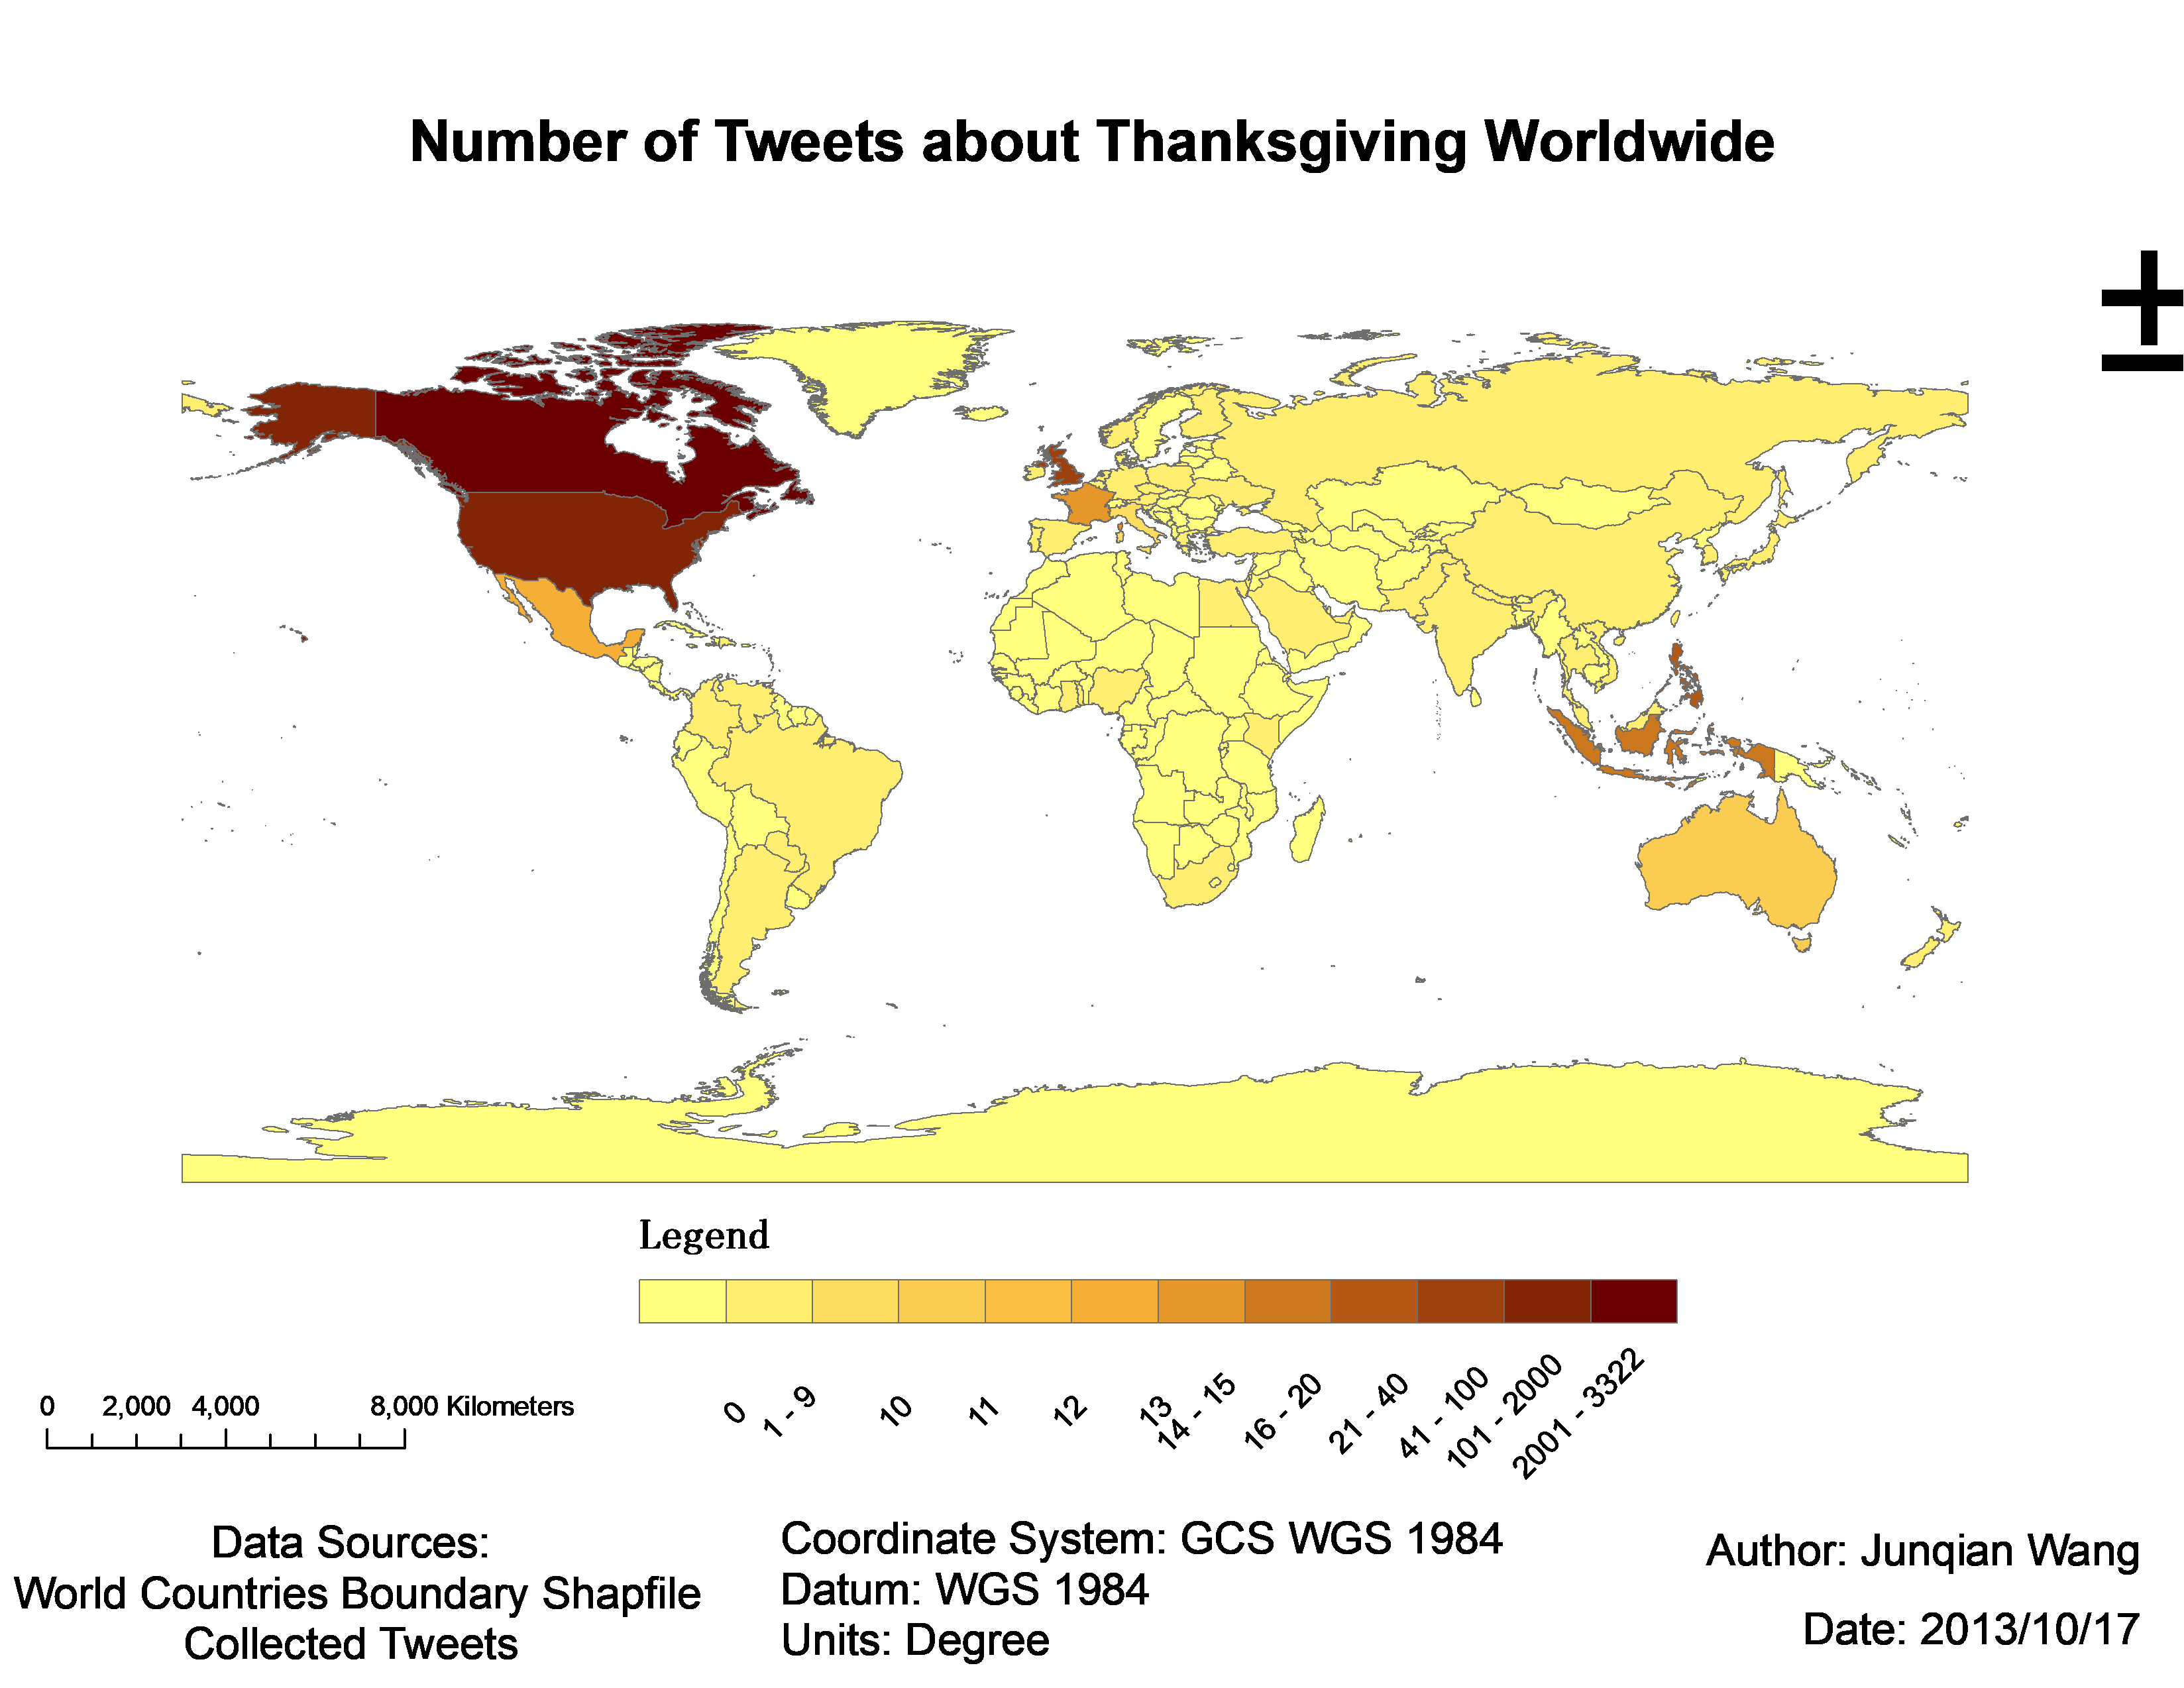 Number of Tweets about Thanksgiving Worldwide
±
Legend
0
1 - 9
10
11
12
13
14 - 15
16 - 20
21 - 40
41 - 100
101 - 2000
2001 - 3322
0 2,000 4,000 8,000 Kilometers
Data Sources:
World Countries Boundary Shapfile
Collected Tweets
Coordinate System: GCS WGS 1984
Datum: WGS 1984
Units: Degree
Author: Junqian Wang
Date: 2013/10/17